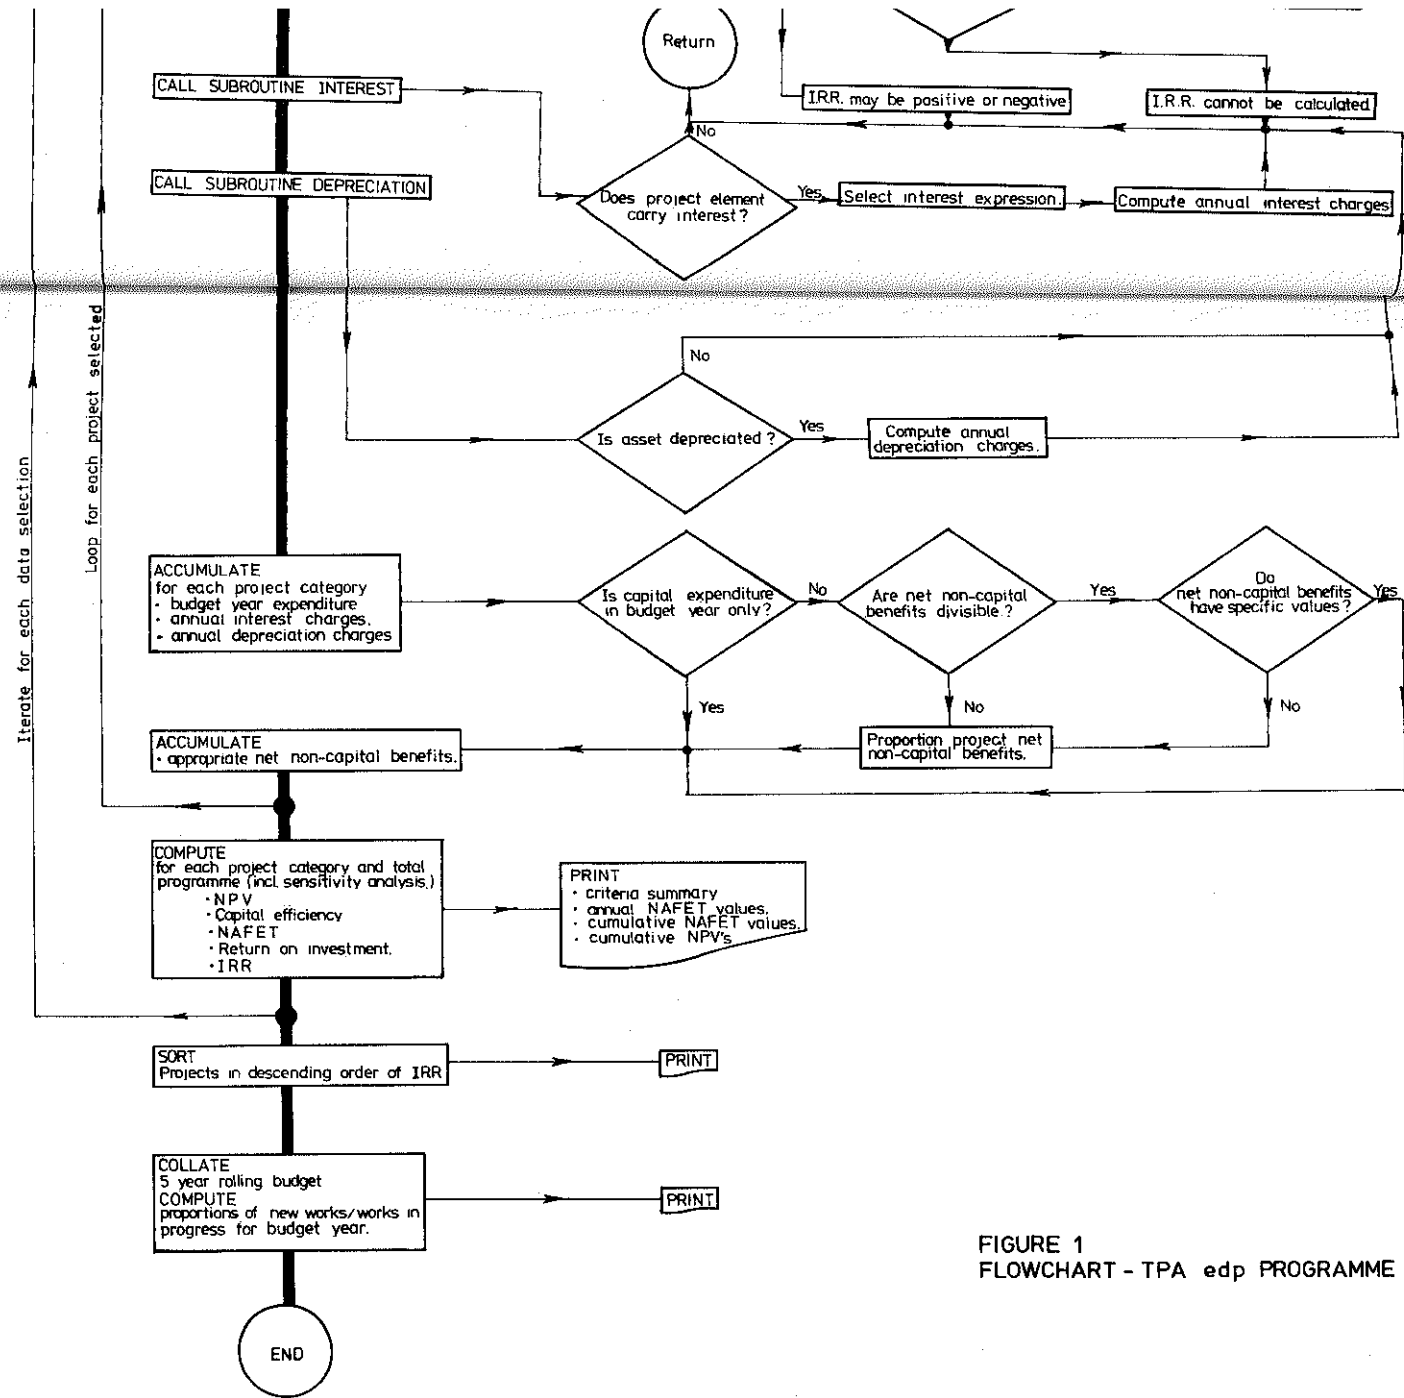 Return
CALL SUBROUTINE INTEREST
I.R.R. may be positive or negative
I.R.R. cannot be calculated
No
CALL SUBROUTINE DEPRECIATION
Does project element
carry interest?
Yes
Select interest expression.
Compute annual interest charges
Iterate for each data selection
Loop for each project selected
No
Is asset depreciated?
Yes
Compute annual
depreciation charges.
ACCUMULATE
for each project category
· budget year expenditure
· annual interest charges.
· annual depreciation charges
Is capital expenditure
in budget year only?
No
Are net non-capital
benefits divisible.?
Yes
Do
net non-capital benefits
have specific values?
Yes
Yes
No
No
ACCUMULATE
· appropriate net non-capital benefits.
Proportion project net
non-capital benefits.
COMPUTE
for each project category and total
programme (incl. sensitivity analysis.)
· NPV
· Capital efficiency
· NAFET
· Return on investment.
· IRR
PRINT
· criteria summary
· annual NAFET values.
· cumulative NAFET values.
· cumulative NPV's
SORT
Projects in descending order of IRR
PRINT
COLLATE
5 year rolling budget
COMPUTE
proportions of new works/works in
progress for budget year.
PRINT
END
FIGURE 1
FLOWCHART - TPA edp PROGRAMME